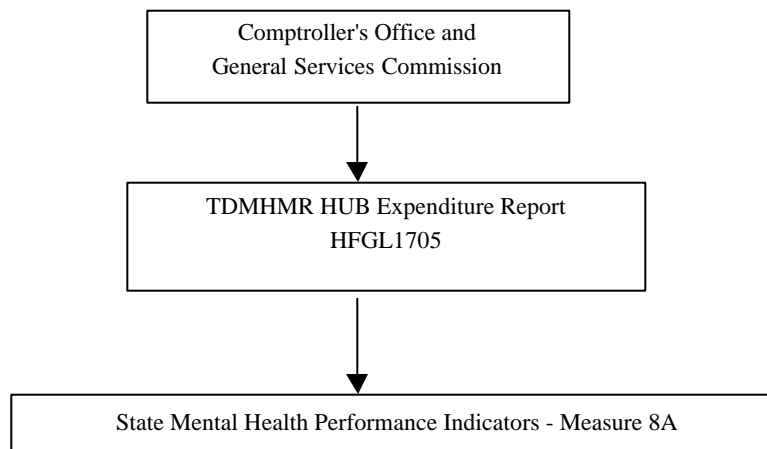 Comptroller's Office and
General Services Commission
TDMHMR HUB Expenditure Report
HFGL1705
State Mental Health Performance Indicators - Measure 8A